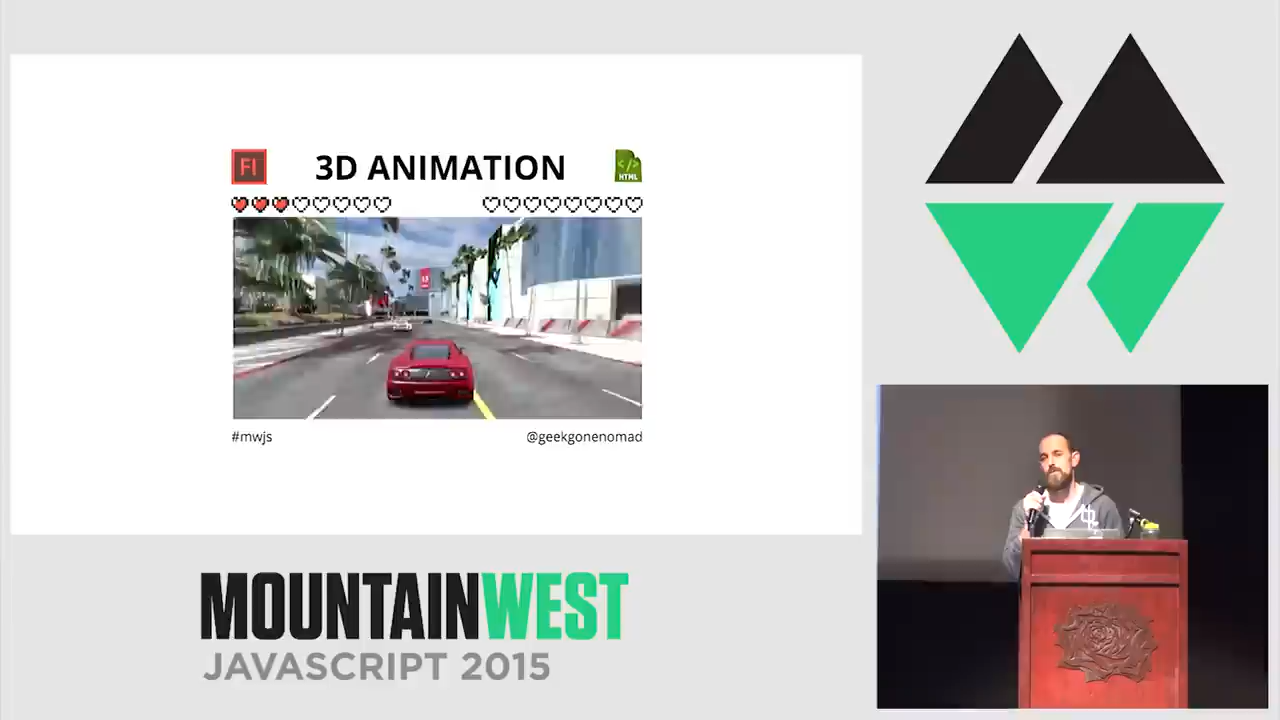 Fl
3D ANIMATION
</>
HTML
#mwjs
@geekgonenomad
MOUNTAINWEST
JAVASCRIPT 2015